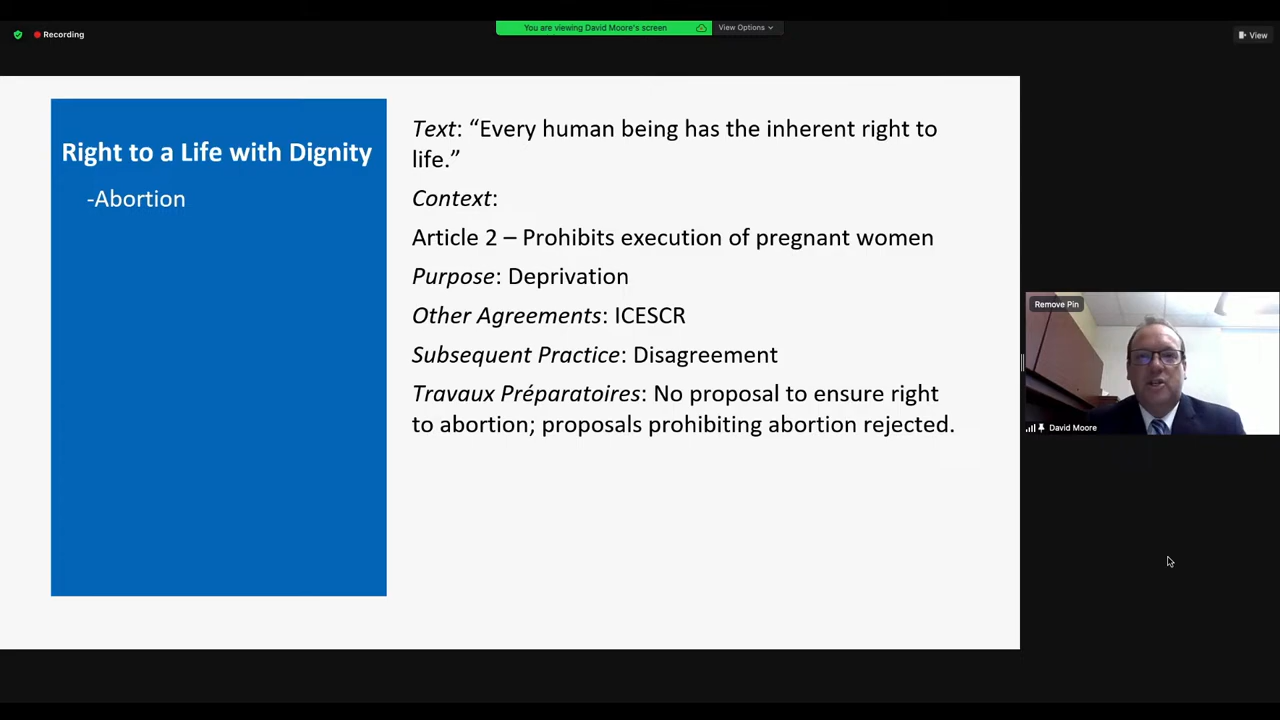 You are viewing David Moore's screen
View Options
Recording
View
Right to a Life with Dignity
-Abortion
Text: “Every human being has the inherent right to
life.”
Context:
Article 2 – Prohibits execution of pregnant women
Purpose: Deprivation
Other Agreements: ICESCR
Subsequent Practice: Disagreement
Travaux Préparatoires: No proposal to ensure right
to abortion; proposals prohibiting abortion rejected.
Remove Pin
David Moore